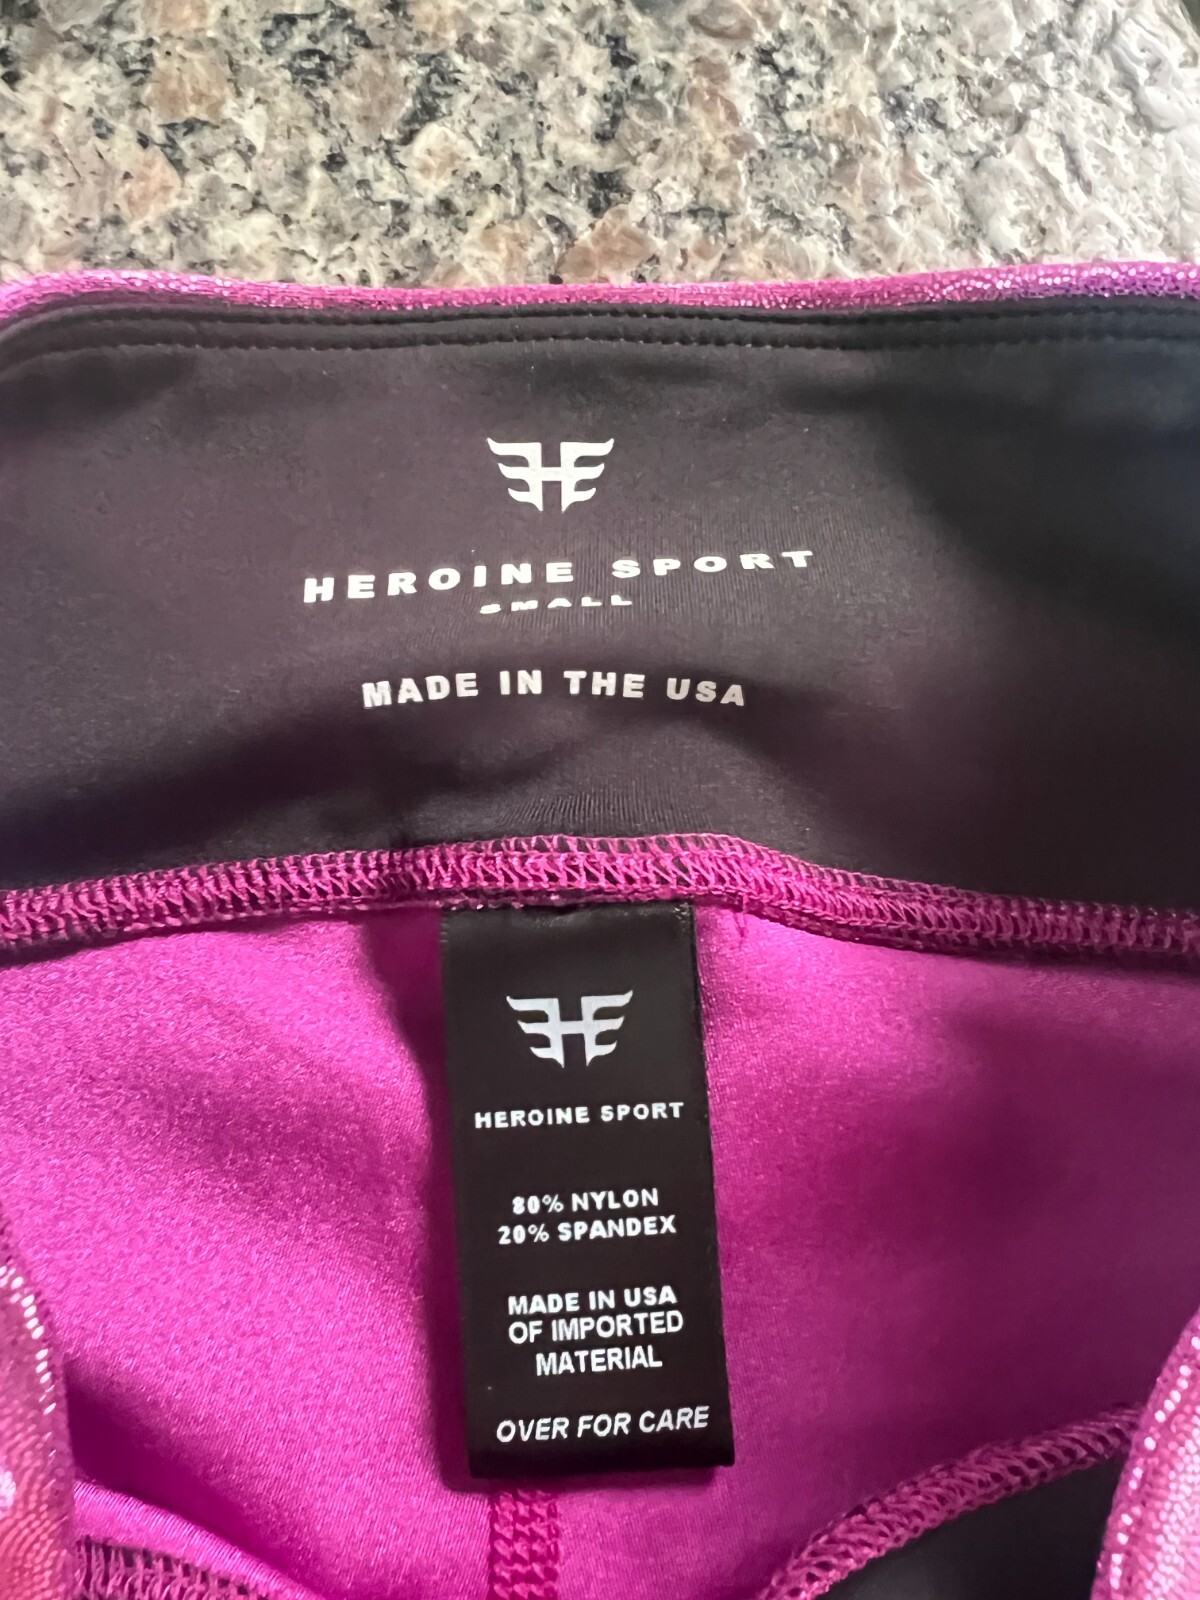 HEROINE SPORT
SMALL
MADE IN THE USA
HEROINE SPORT
80% NYLON
20% SPANDEX
MADE IN USA
OF IMPORTED
MATERIAL
OVER FOR CARE